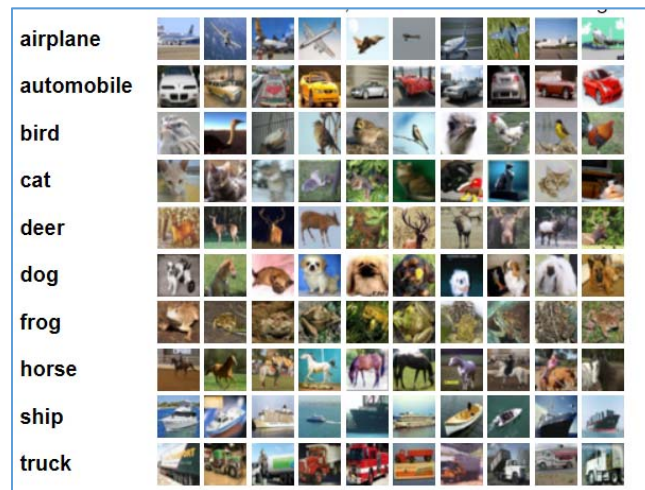 airplane
automobile
bird
cat
deer
dog
frog
horse
ship
truck